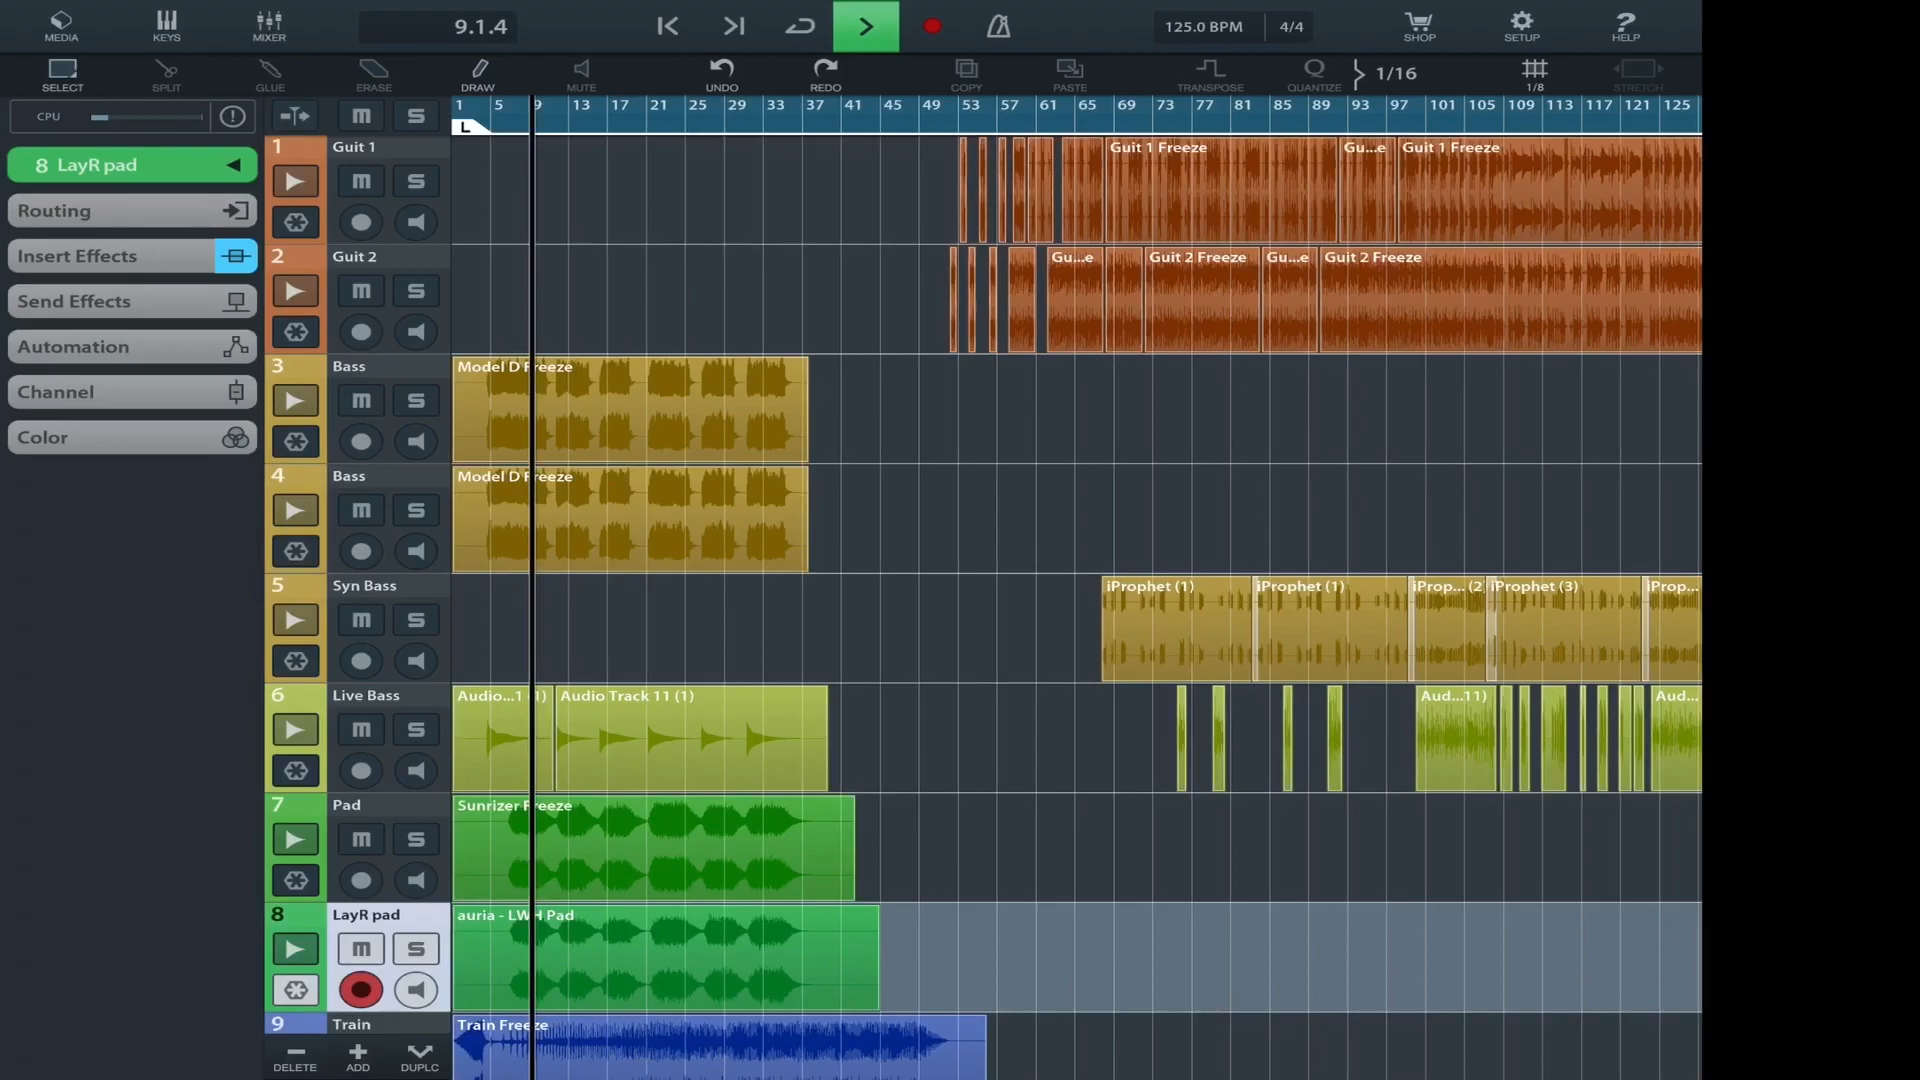 MEDIA KEYS MIXER 9.1.4 125.0 BPM 4/4 SHOP SETUP HELP
SELECT SPLIT GLUE ERASE DRAW MUTE UNDO REDO COPY PASTE TRANSPOSE QUANTIZE 1/16 1/8 STRETCH
CPU M S 1 5 9 13 17 21 25 29 33 37 41 45 49 53 57 61 65 69 73 77 81 85 89 93 97 101 105 109 113 117 121 125
L
8 LayR pad
Routing
Insert Effects
Send Effects
Automation
Channel
Color
1 Guit 1 Guit 1 Freeze Gu...e Guit 1 Freeze
M S
2 Guit 2 Gu...e Guit 2 Freeze Gu...e Guit 2 Freeze
M S
3 Bass Model D Freeze
M S
4 Bass Model D Freeze
M S
5 Syn Bass iProphet (1) iProphet (1) iProp... (2) iProphet (3) iProp...
M S
6 Live Bass Audio...1 (1) Audio Track 11 (1) Aud...11) Aud...
M S
7 Pad Sunrizer Freeze
M S
8 LayR pad auria - LWH Pad
M S
9 Train Train Freeze
DELETE ADD DUPLC